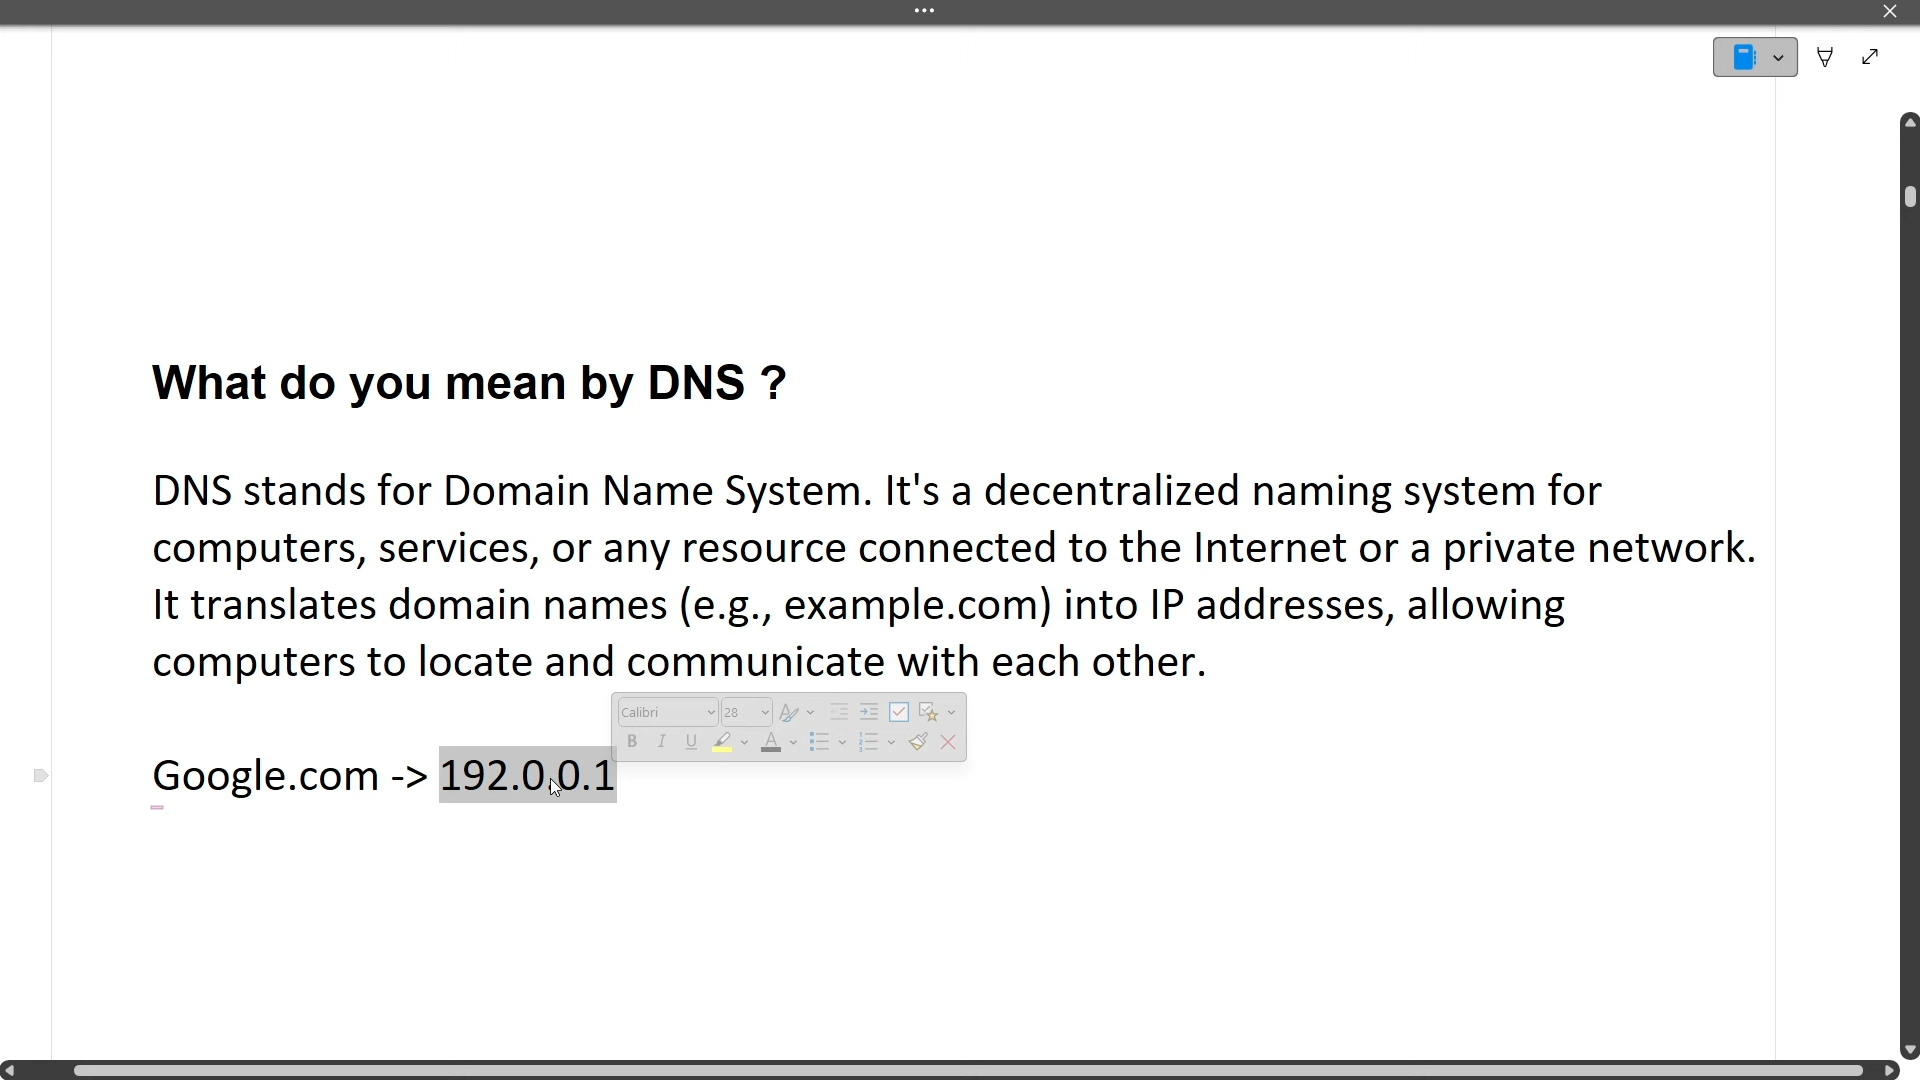 What do you mean by DNS ?
DNS stands for Domain Name System. It's a decentralized naming system for
computers, services, or any resource connected to the Internet or a private network.
It translates domain names (e.g., example.com) into IP addresses, allowing
computers to locate and communicate with each other.
Calibri 28
B I U A
Google.com -> 192.0.0.1